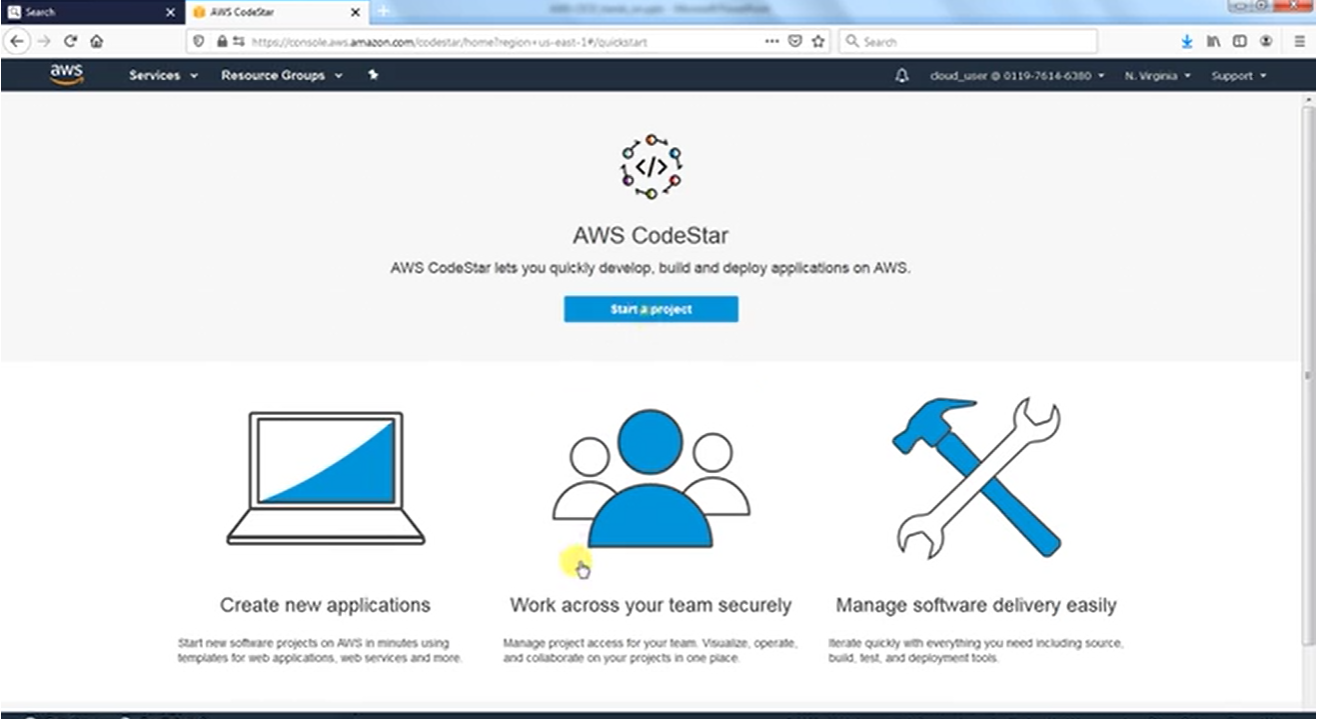 Search
AWS CodeStar
https://console.aws.amazon.com/codestar/home?region=us-east-1#/quickstart
Search
aws
Services
Resource Groups
cloud_user @ 0119-7614-6380
N. Virginia
Support
</>
AWS CodeStar
AWS CodeStar lets you quickly develop, build and deploy applications on AWS.
Start a project
Create new applications
Work across your team securely
Manage software delivery easily
Start new software projects on AWS in minutes using
templates for web applications, web services and more.
Manage project access for your team. Visualize, operate,
and collaborate on your projects in one place.
Iterate quickly with everything you need including source,
build, test, and deployment tools.